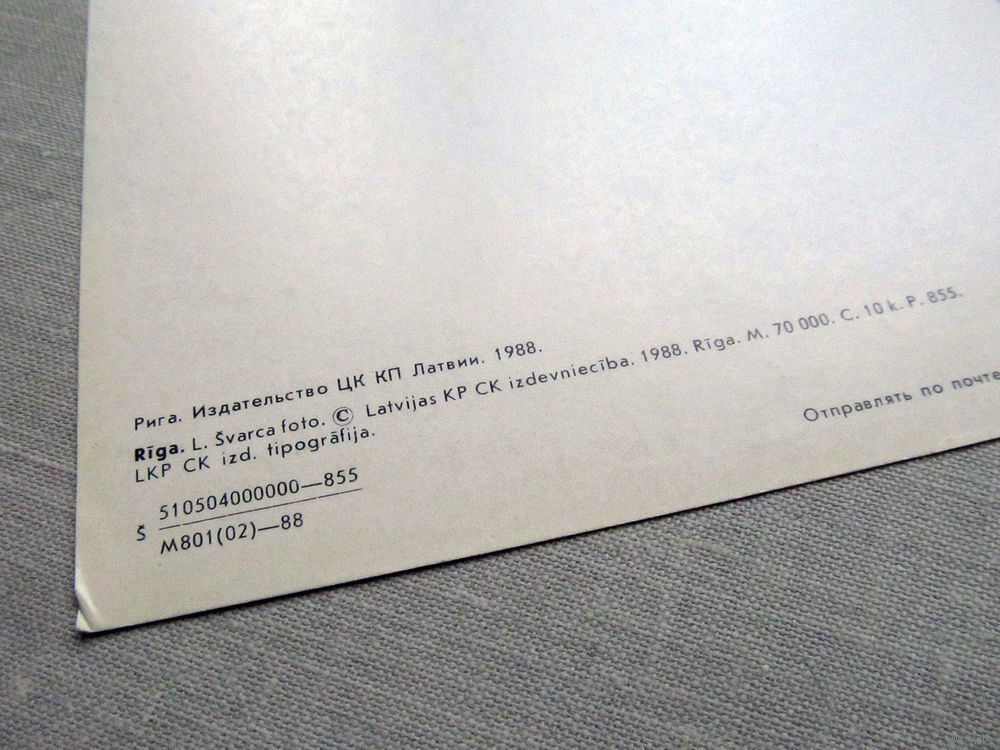 Рига. Издательство ЦК КП Латвии. 1988.
Rīga. L. Švarca foto. © Latvijas KP CK izdevniecība. 1988. Rīga. M. 70 000. C. 10 k. P. 855.
LKP CK izd. tipogrāfija.
Отправлять по почте
Š 510504000000—855
M801(02)—88